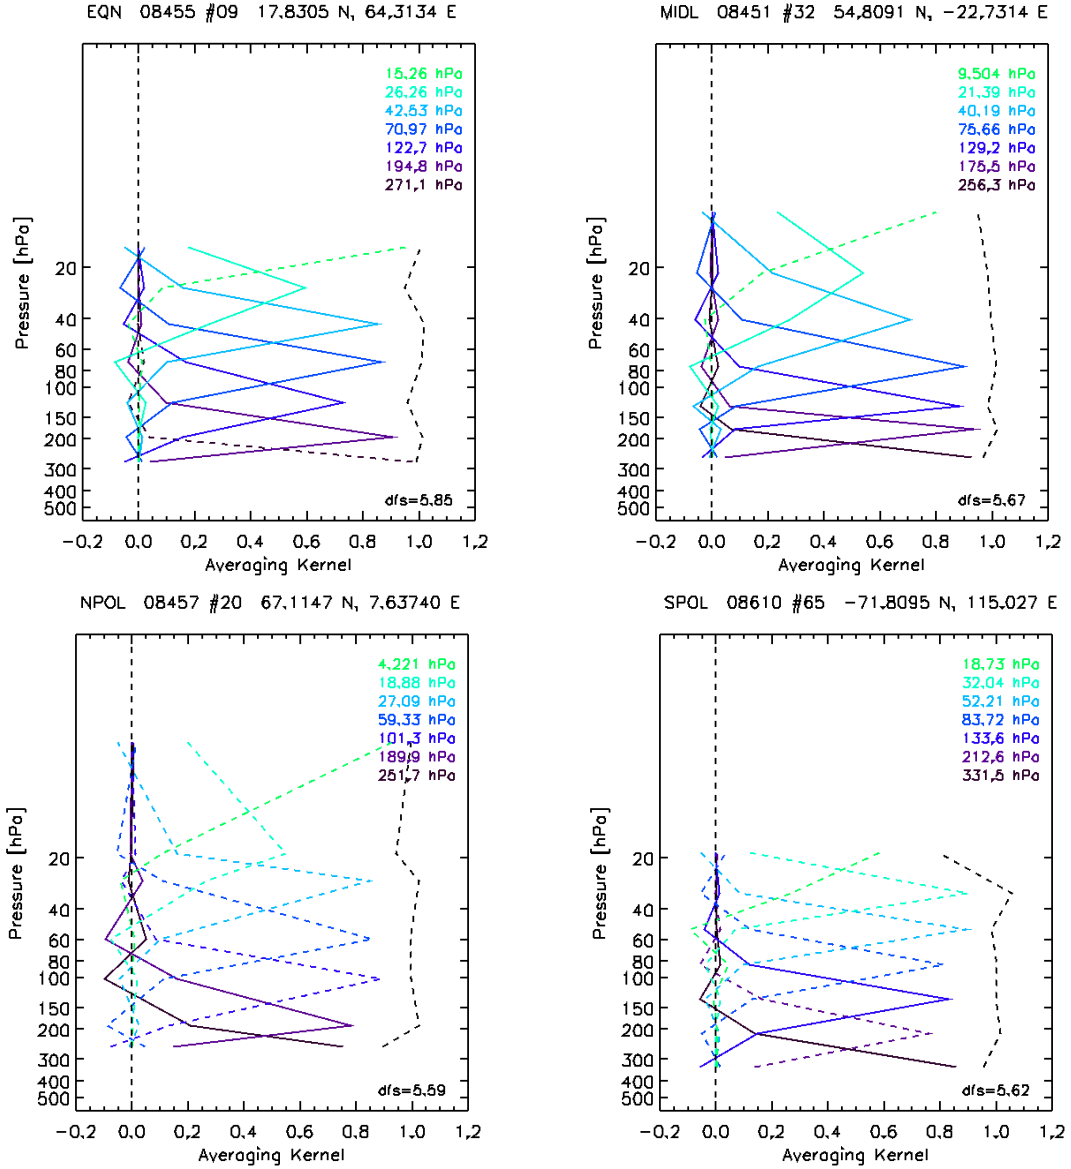 EQN 08455 #09 17.8305 N, 64.3134 E
15.26 hPa
26.26 hPa
42.53 hPa
70.97 hPa
122.7 hPa
194.8 hPa
271.1 hPa
Pressure [hPa]
20
40
60
80
100
150
200
300
400
500
dfs=5.85
-0.2 0.0 0.2 0.4 0.6 0.8 1.0 1.2
Averaging Kernel
MIDL 08451 #32 54.8091 N, -22.7314 E
9.504 hPa
21.39 hPa
40.19 hPa
75.66 hPa
129.2 hPa
175.5 hPa
256.3 hPa
Pressure [hPa]
20
40
60
80
100
150
200
300
400
500
dfs=5.67
-0.2 0.0 0.2 0.4 0.6 0.8 1.0 1.2
Averaging Kernel
NPOL 08457 #20 67.1147 N, 7.63740 E
4.221 hPa
18.88 hPa
27.09 hPa
59.33 hPa
101.3 hPa
189.9 hPa
251.7 hPa
Pressure [hPa]
20
40
60
80
100
150
200
300
400
500
dfs=5.59
-0.2 0.0 0.2 0.4 0.6 0.8 1.0 1.2
Averaging Kernel
SPOL 08610 #65 -71.8095 N, 115.027 E
18.73 hPa
32.04 hPa
52.21 hPa
83.72 hPa
133.6 hPa
212.6 hPa
331.5 hPa
Pressure [hPa]
20
40
60
80
100
150
200
300
400
500
dfs=5.62
-0.2 0.0 0.2 0.4 0.6 0.8 1.0 1.2
Averaging Kernel